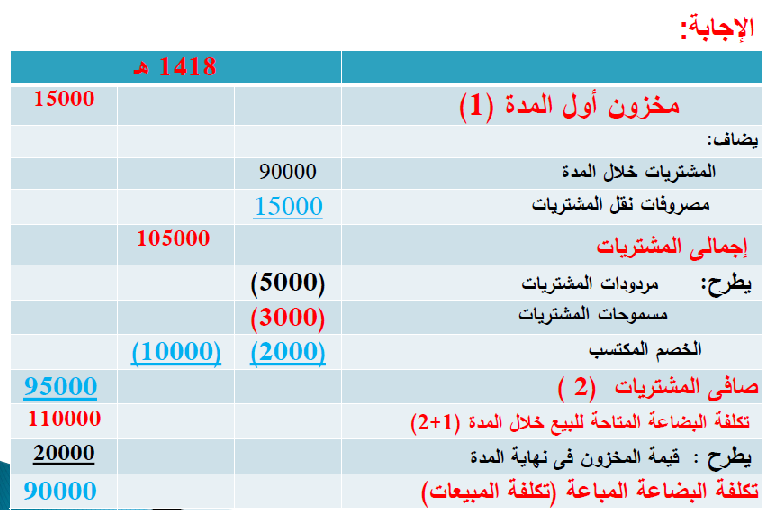 الإجابة:
1418 هـ
مخزون أول المدة (1) 15000
يضاف:
المشتريات خلال المدة 90000
مصروفات نقل المشتريات 15000
إجمالى المشتريات 105000
يطرح: مردودات المشتريات (5000)
مسموحات المشتريات (3000)
الخصم المكتسب (2000) (10000)
صافى المشتريات (2 ) 95000
تكلفة البضاعة المتاحة للبيع خلال المدة (1+2) 110000
يطرح : قيمة المخزون فى نهاية المدة 20000
تكلفة البضاعة المباعة (تكلفة المبيعات) 90000